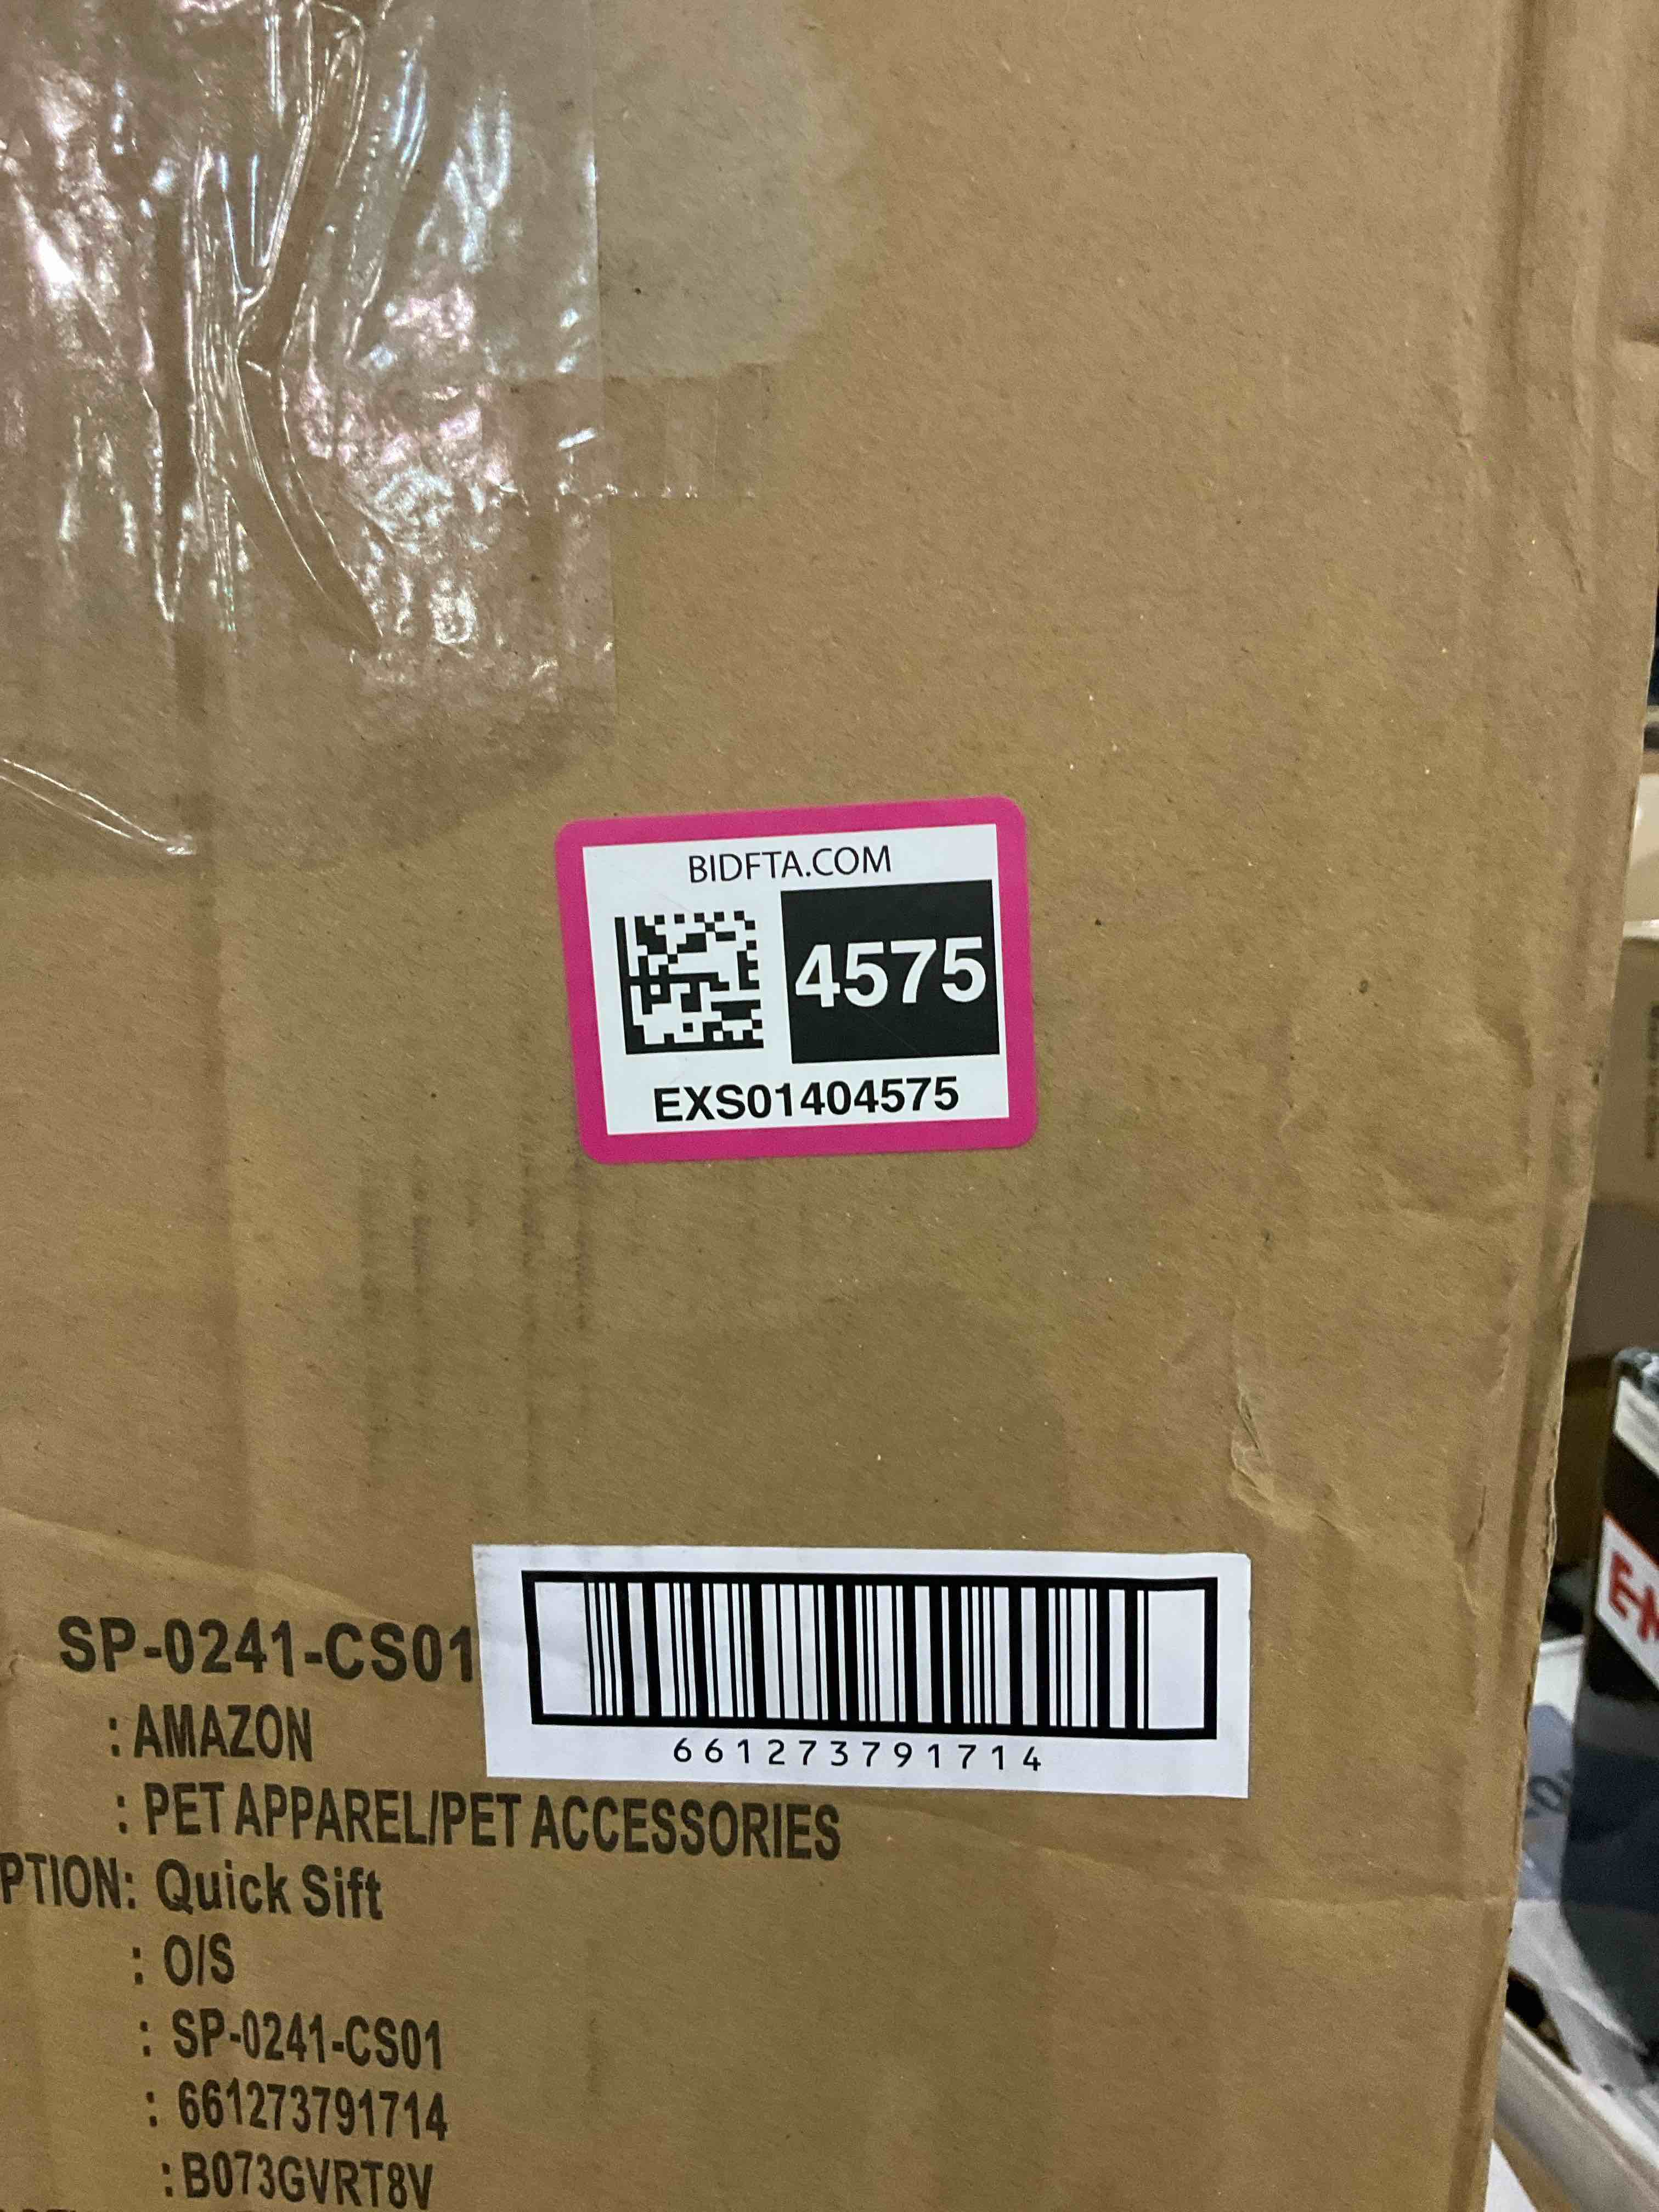 BIDFTA.COM
4575
EXS01404575
SP-0241-CS01
661273791714
: AMAZON
: PET APPAREL/PET ACCESSORIES
PTION: Quick Sift
: O/S
: SP-0241-CS01
: 661273791714
: B073GVRT8V